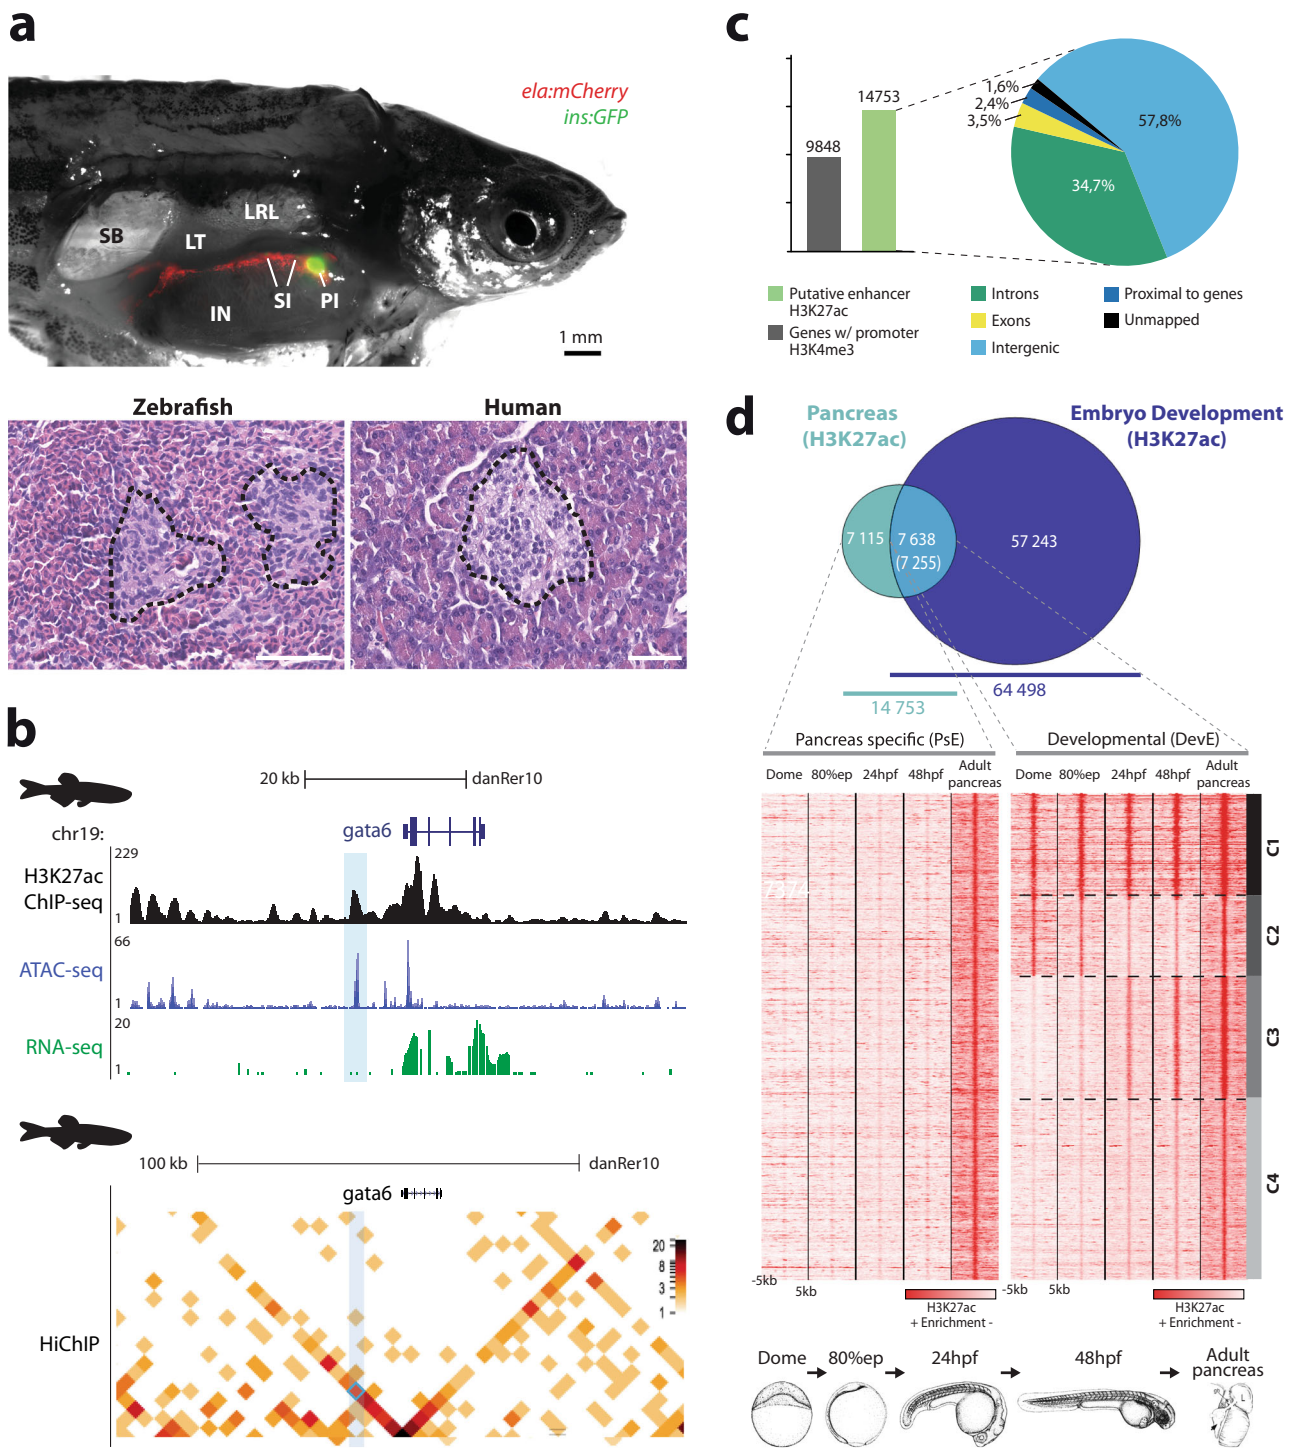 a
ela:mCherry
ins:GFP
LRL
SB
LT
SI
PI
IN
1 mm
Zebrafish
Human
b
20 kb
danRer10
chr19:
gata6
229
H3K27ac
ChIP-seq
1
66
ATAC-seq
1
20
RNA-seq
1
100 kb
danRer10
gata6
20
8
3
1
HiChIP
c
14753
9848
1,6%
2,4%
3,5%
57,8%
34,7%
Putative enhancer
H3K27ac
Genes w/ promoter
H3K4me3
Introns
Exons
Intergenic
Proximal to genes
Unmapped
d
Pancreas
(H3K27ac)
Embryo Development
(H3K27ac)
7 115
7 638
(7 255)
57 243
64 498
14 753
Pancreas specific (PsE)
Developmental (DevE)
Dome 80%ep 24hpf 48hpf Adult pancreas
Dome 80%ep 24hpf 48hpf Adult pancreas
7374
C1
C2
C3
C4
-5kb
5kb
-5kb
5kb
H3K27ac
+ Enrichment -
H3K27ac
+ Enrichment -
Dome
80%ep
24hpf
48hpf
Adult
pancreas